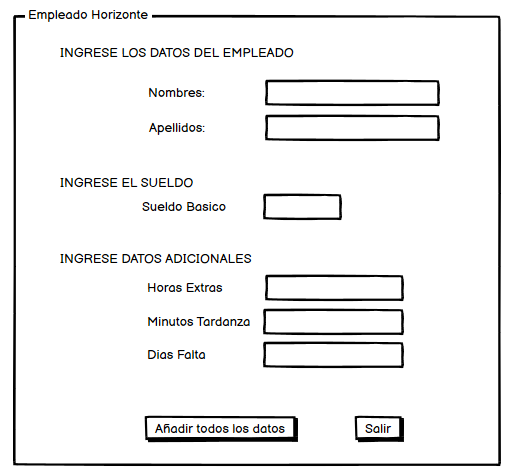 Empleado Horizonte
INGRESE LOS DATOS DEL EMPLEADO
Nombres:
Apellidos:
INGRESE EL SUELDO
Sueldo Basico
INGRESE DATOS ADICIONALES
Horas Extras
Minutos Tardanza
Dias Falta
Añadir todos los datos
Salir